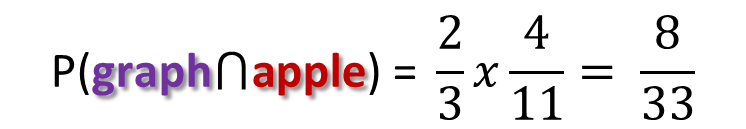 P(graph∩apple) = 2/3 x 4/11 = 8/33